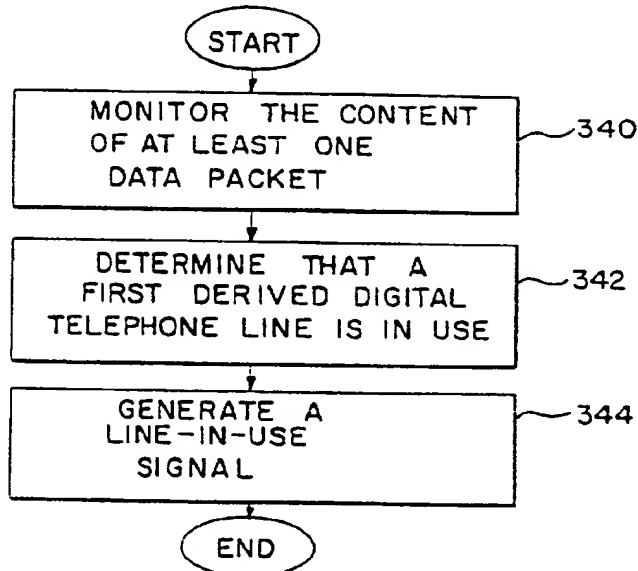 START
MONITOR THE CONTENT
OF AT LEAST ONE
DATA PACKET
340
DETERMINE THAT A
FIRST DERIVED DIGITAL
TELEPHONE LINE IS IN USE
342
GENERATE A
LINE-IN-USE
SIGNAL
344
END